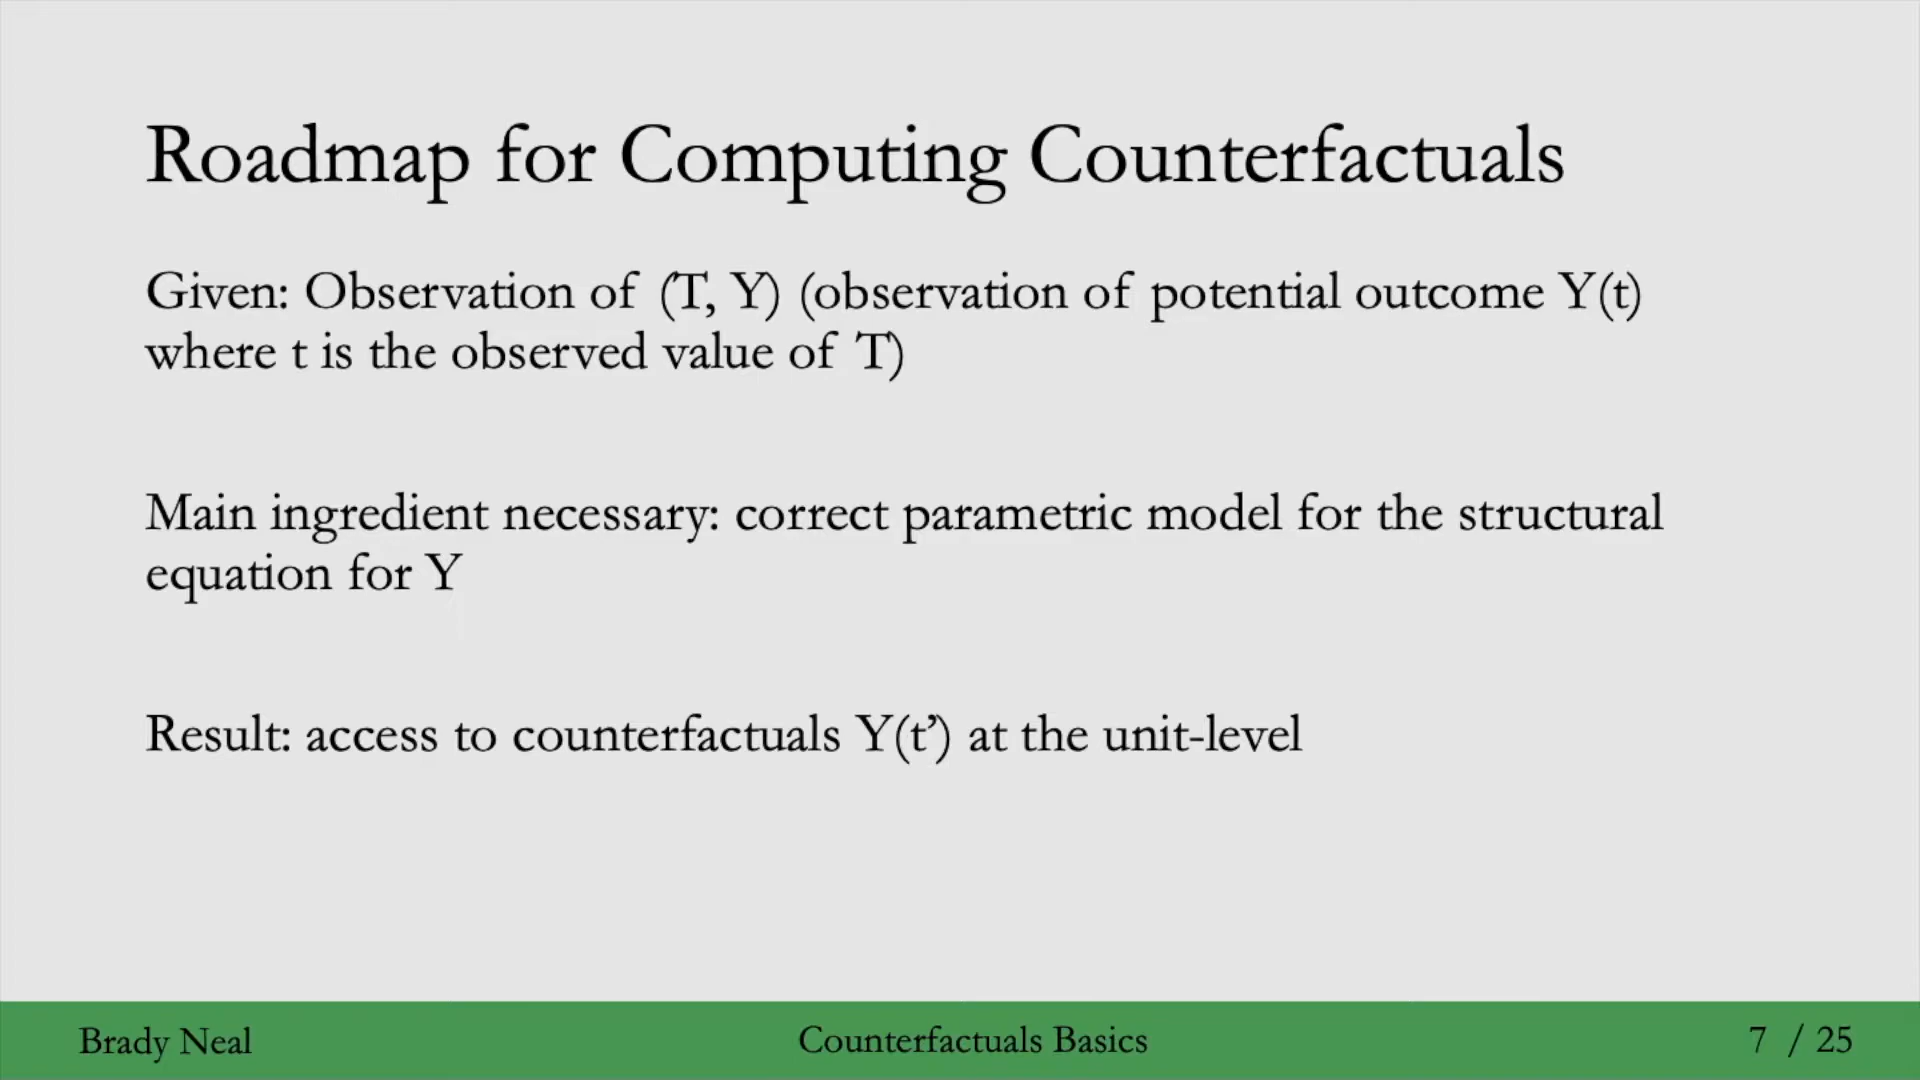 Roadmap for Computing Counterfactuals
Given: Observation of (T, Y) (observation of potential outcome Y(t)
where t is the observed value of T)
Main ingredient necessary: correct parametric model for the structural
equation for Y
Result: access to counterfactuals Y(t’) at the unit-level
Brady Neal
Counterfactuals Basics
7 / 25